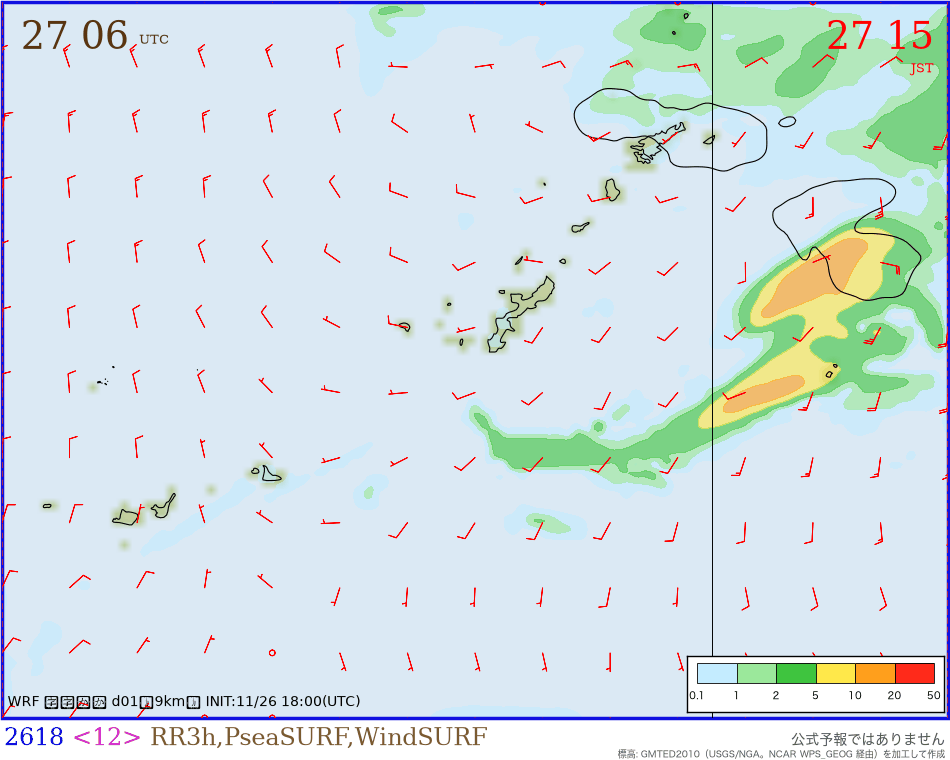 27 06 UTC
27 15
JST
0.1 1 2 5 10 20 50
WRF d01 9km INIT:11/26 18:00(UTC)
2618 <12> RR3h,PseaSURF,WindSURF
公式予報ではありません
標高: GMTED2010（USGS/NGA。NCAR WPS_GEOG 経由）を加工して作成